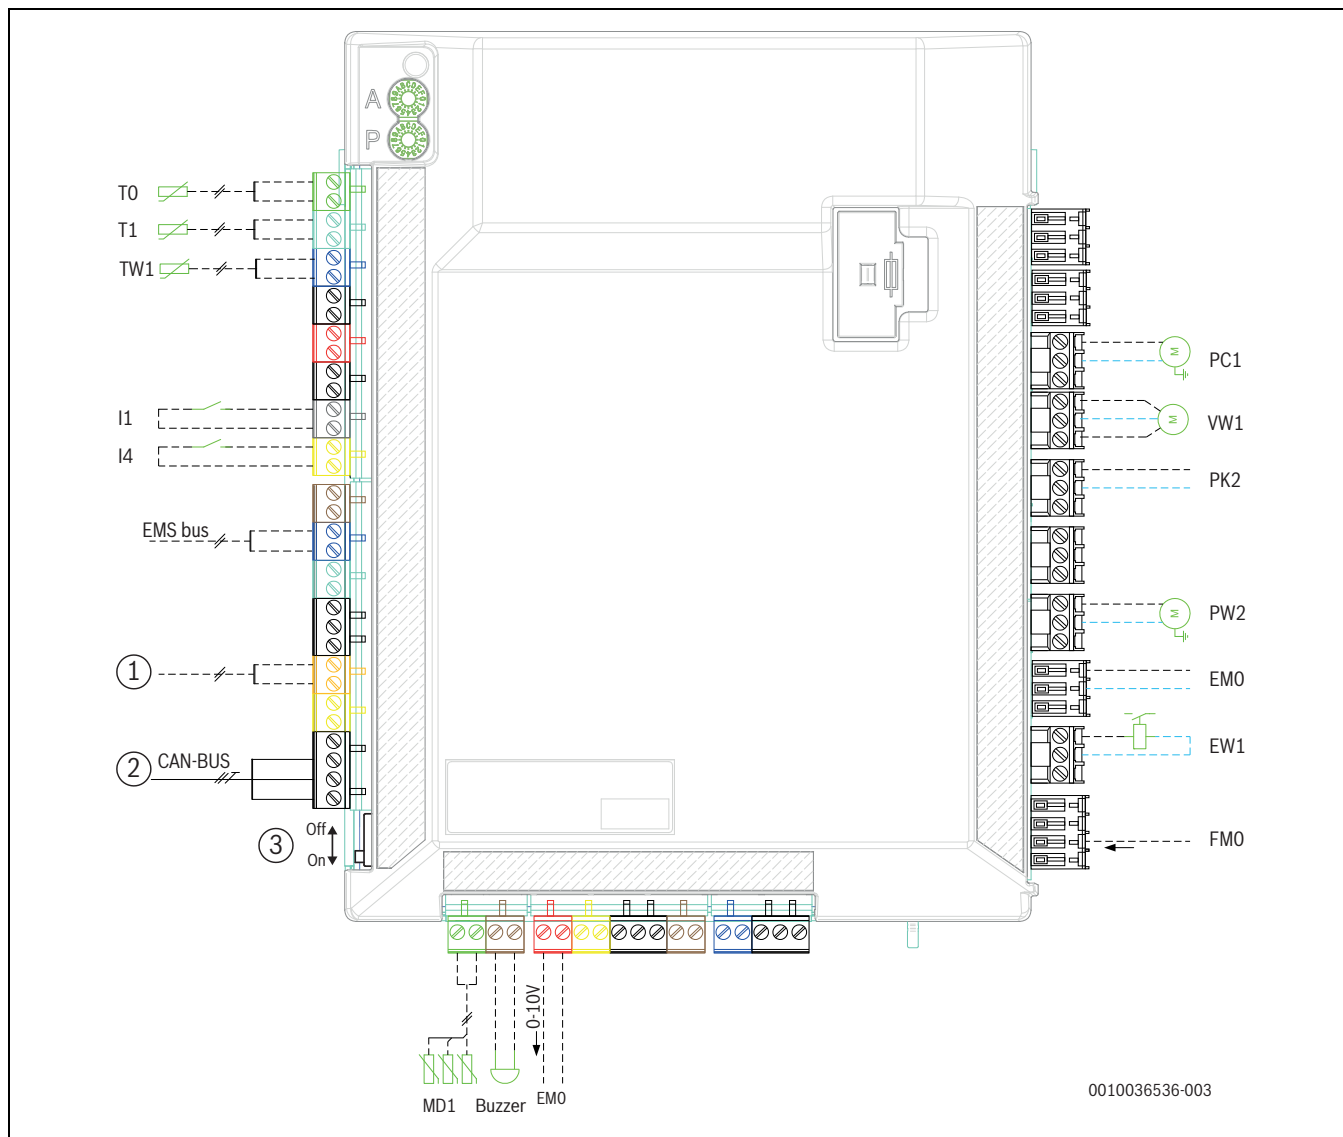 A
P
T0
T1
TW1
I1
I4
EMS bus
1
2 CAN-BUS
3 Off
On
M PC1
M VW1
PK2
M PW2
EM0
EW1
FM0
0-10V
MD1 Buzzer EM0
0010036536-003